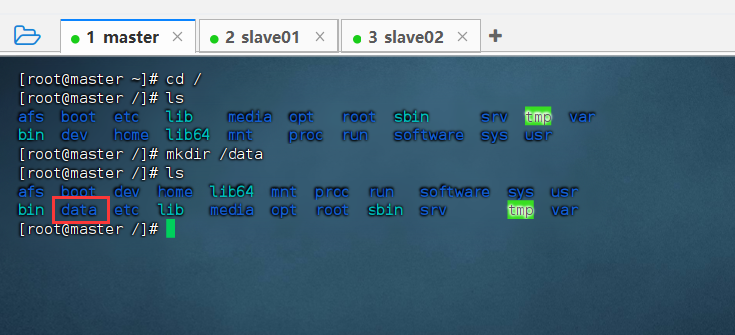 1 master × 2 slave01 × 3 slave02 × +
[root@master ~]# cd /
[root@master /]# ls
afs boot etc lib media opt root sbin srv tmp var
bin dev home lib64 mnt proc run software sys usr
[root@master /]# mkdir /data
[root@master /]# ls
afs boot dev home lib64 mnt proc run software sys usr
bin data etc lib media opt root sbin srv tmp var
[root@master /]#